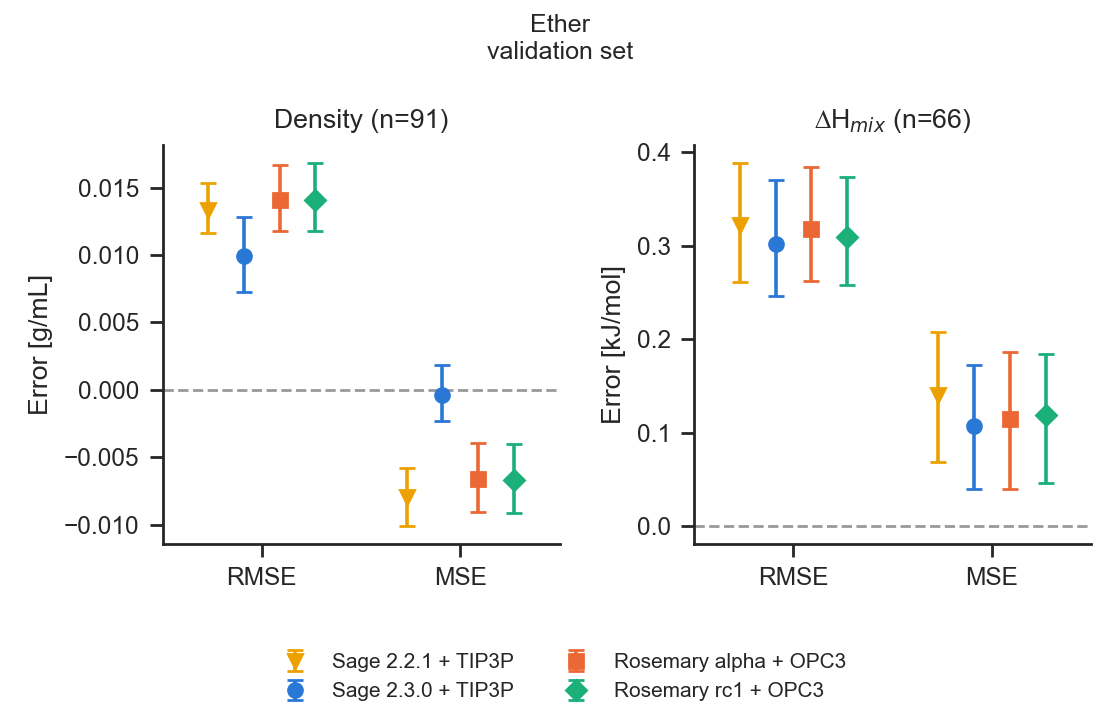 Ether
validation set
Density (n=91)
Error [g/mL]
0.015
0.010
0.005
0.000
−0.005
−0.010
RMSE
MSE
ΔHmix (n=66)
Error [kJ/mol]
0.4
0.3
0.2
0.1
0.0
RMSE
MSE
Sage 2.2.1 + TIP3P
Sage 2.3.0 + TIP3P
Rosemary alpha + OPC3
Rosemary rc1 + OPC3